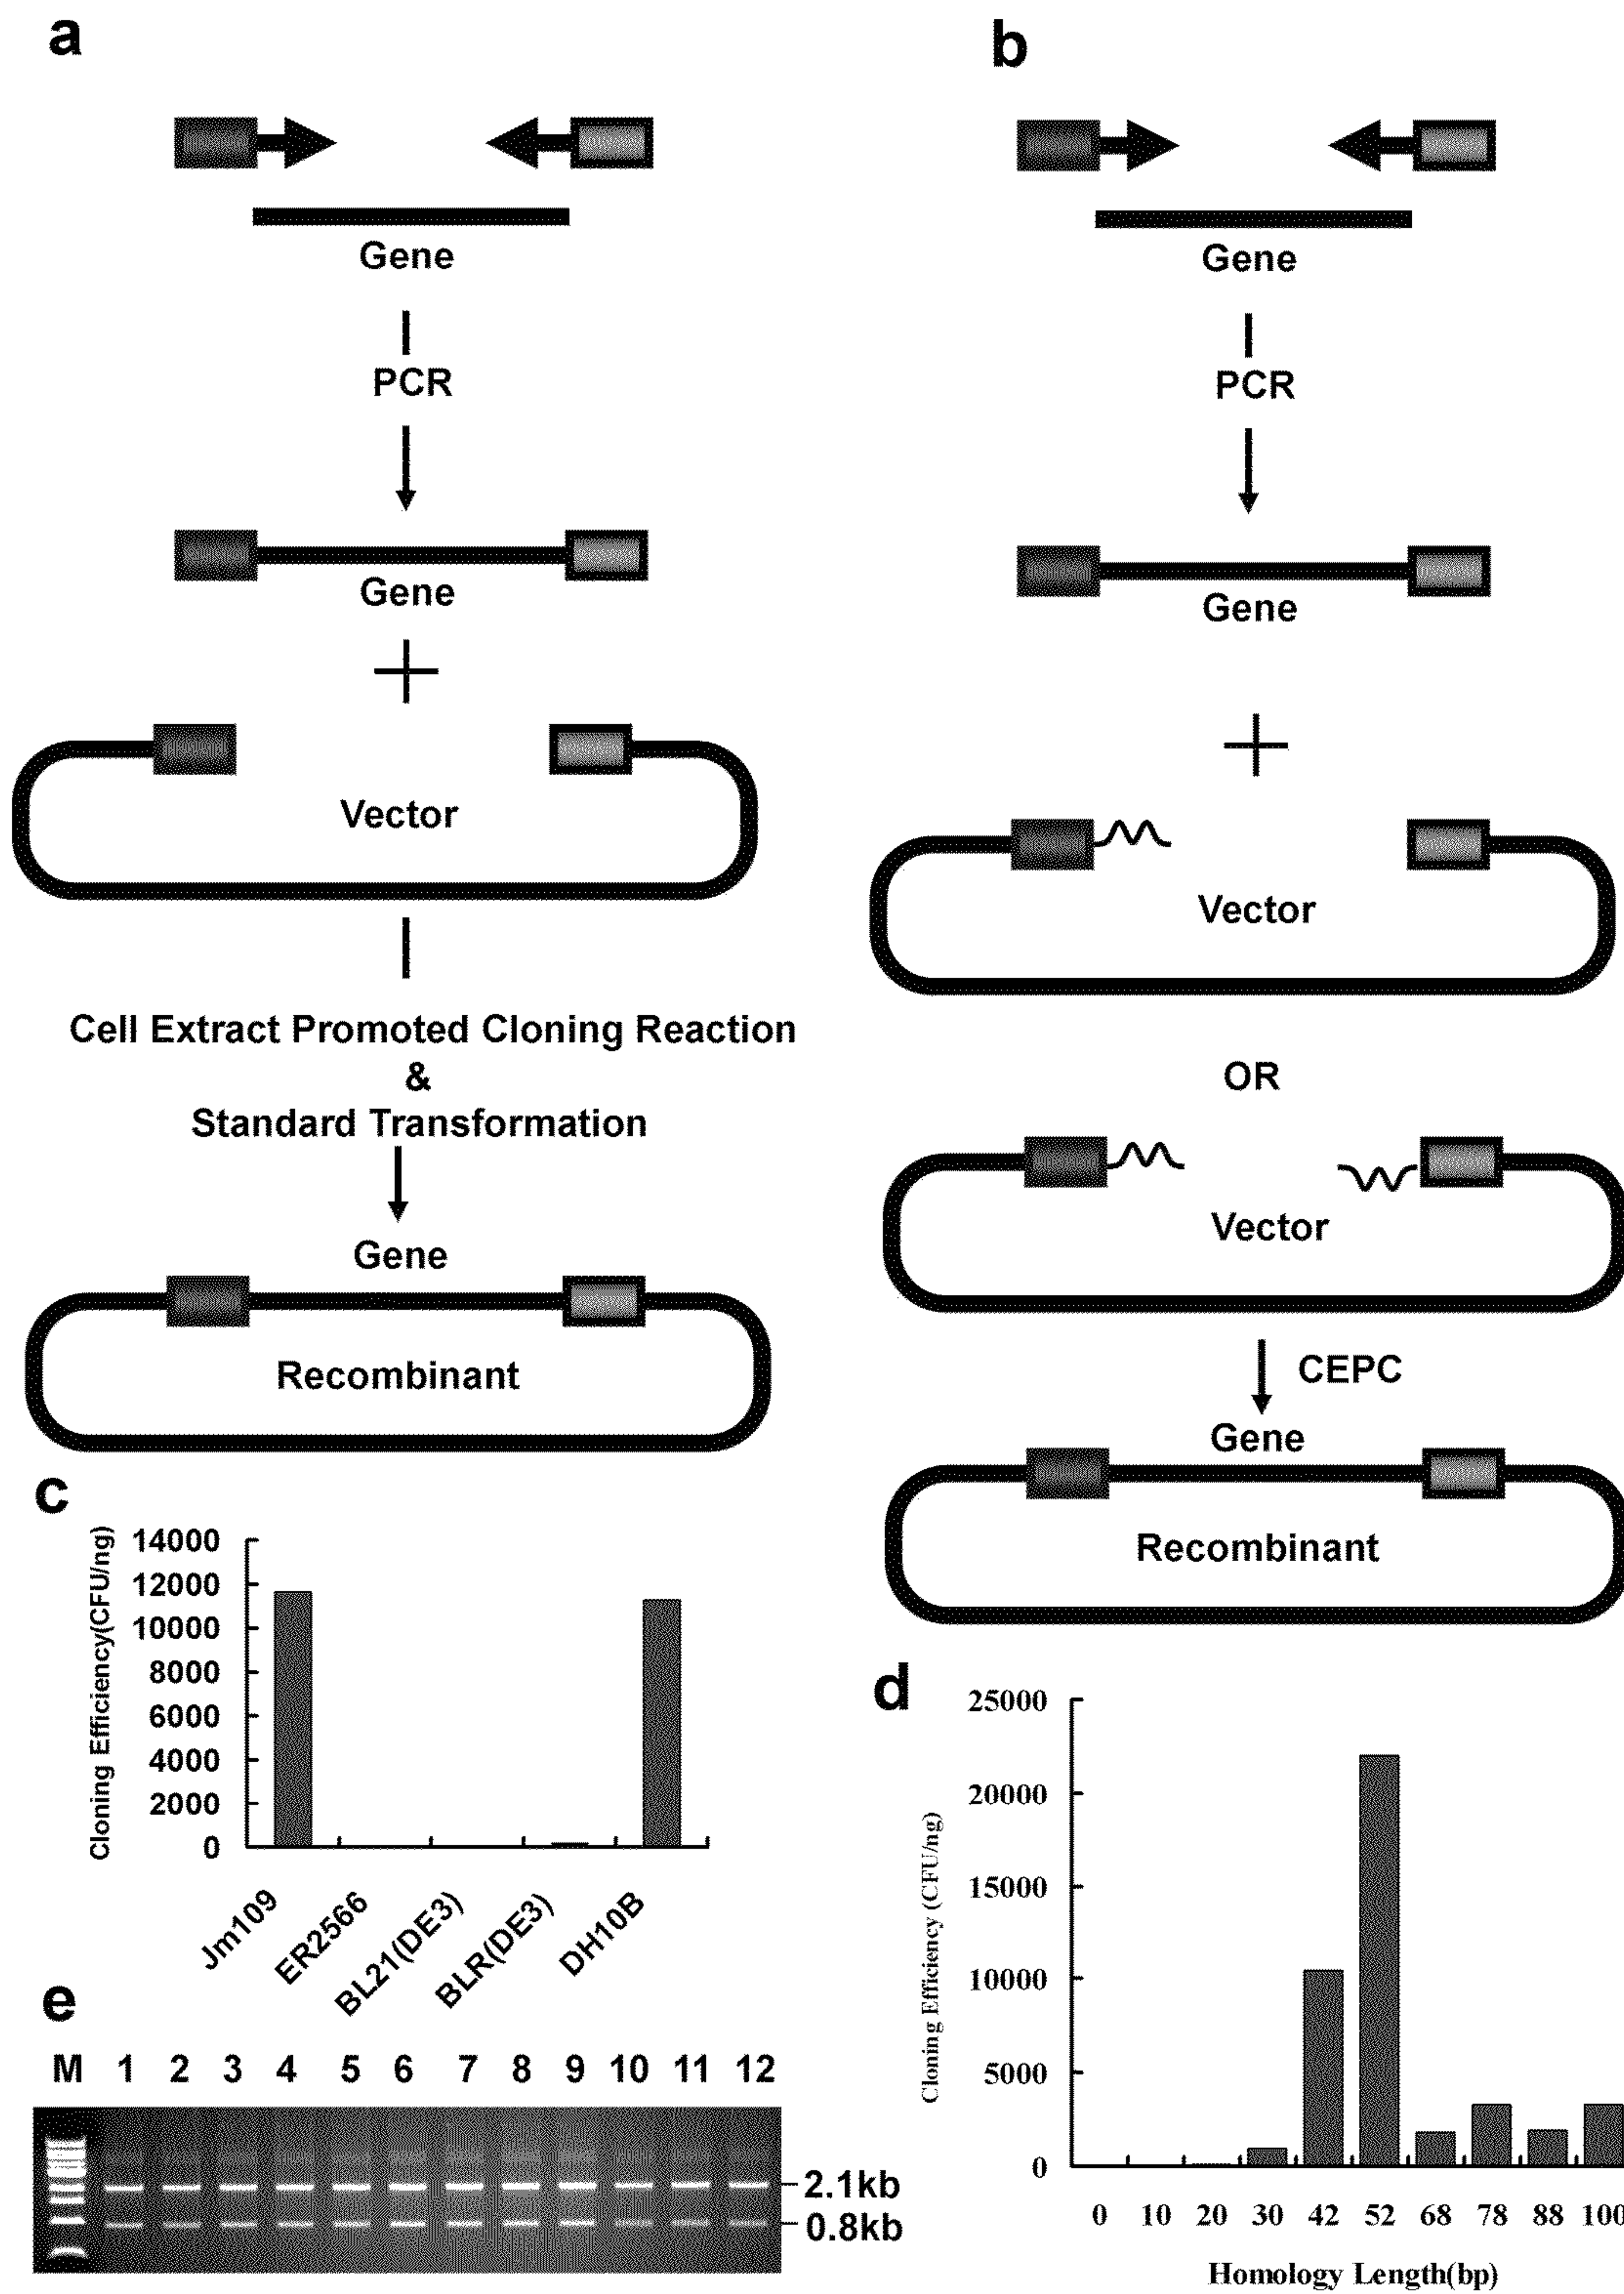 a
Gene
PCR
Gene
Vector
Cell Extract Promoted Cloning Reaction
&
Standard Transformation
Gene
Recombinant
b
Gene
PCR
Gene
Vector
OR
Vector
CEPC
Gene
Recombinant
c
Cloning Efficiency(CFU/ng)
14000
12000
10000
8000
6000
4000
2000
0
Jm109
ER2566
BL21(DE3)
BLR(DE3)
DH10B
d
Cloning Efficiency (CFU/ng)
25000
20000
15000
10000
5000
0
0 10 20 30 42 52 68 78 88 100
Homology Length(bp)
e
M 1 2 3 4 5 6 7 8 9 10 11 12
2.1kb
0.8kb